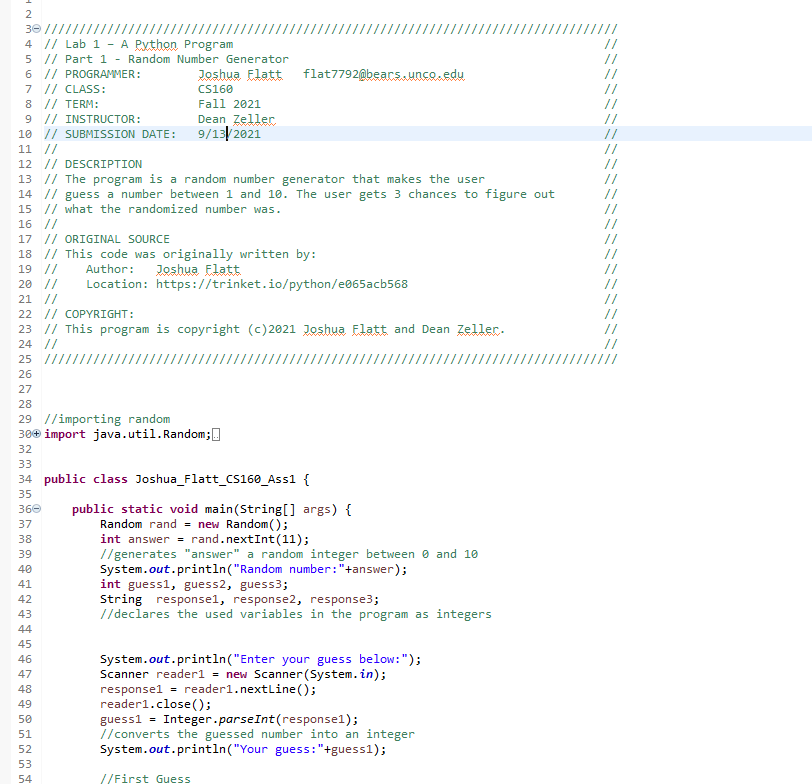 1
2
3 //////////////////////////////////////////////////////////////////////////////////
4 // Lab 1 – A Python Program //
5 // Part 1 - Random Number Generator //
6 // PROGRAMMER: Joshua Flatt flat7792@bears.unco.edu //
7 // CLASS: CS160 //
8 // TERM: Fall 2021 //
9 // INSTRUCTOR: Dean Zeller //
10 // SUBMISSION DATE: 9/13/2021 //
11 // //
12 // DESCRIPTION //
13 // The program is a random number generator that makes the user //
14 // guess a number between 1 and 10. The user gets 3 chances to figure out //
15 // what the randomized number was. //
16 // //
17 // ORIGINAL SOURCE //
18 // This code was originally written by: //
19 // Author: Joshua Flatt //
20 // Location: https://trinket.io/python/e065acb568 //
21 // //
22 // COPYRIGHT: //
23 // This program is copyright (c)2021 Joshua Flatt and Dean Zeller. //
24 // //
25 //////////////////////////////////////////////////////////////////////////////////
26
27
28
29 //importing random
30 import java.util.Random;
32
33
34 public class Joshua_Flatt_CS160_Ass1 {
35
36 public static void main(String[] args) {
37 Random rand = new Random();
38 int answer = rand.nextInt(11);
39 //generates "answer" a random integer between 0 and 10
40 System.out.println("Random number:"+answer);
41 int guess1, guess2, guess3;
42 String response1, response2, response3;
43 //declares the used variables in the program as integers
44
45
46 System.out.println("Enter your guess below:");
47 Scanner reader1 = new Scanner(System.in);
48 response1 = reader1.nextLine();
49 reader1.close();
50 guess1 = Integer.parseInt(response1);
51 //converts the guessed number into an integer
52 System.out.println("Your guess:"+guess1);
53
54 //First Guess